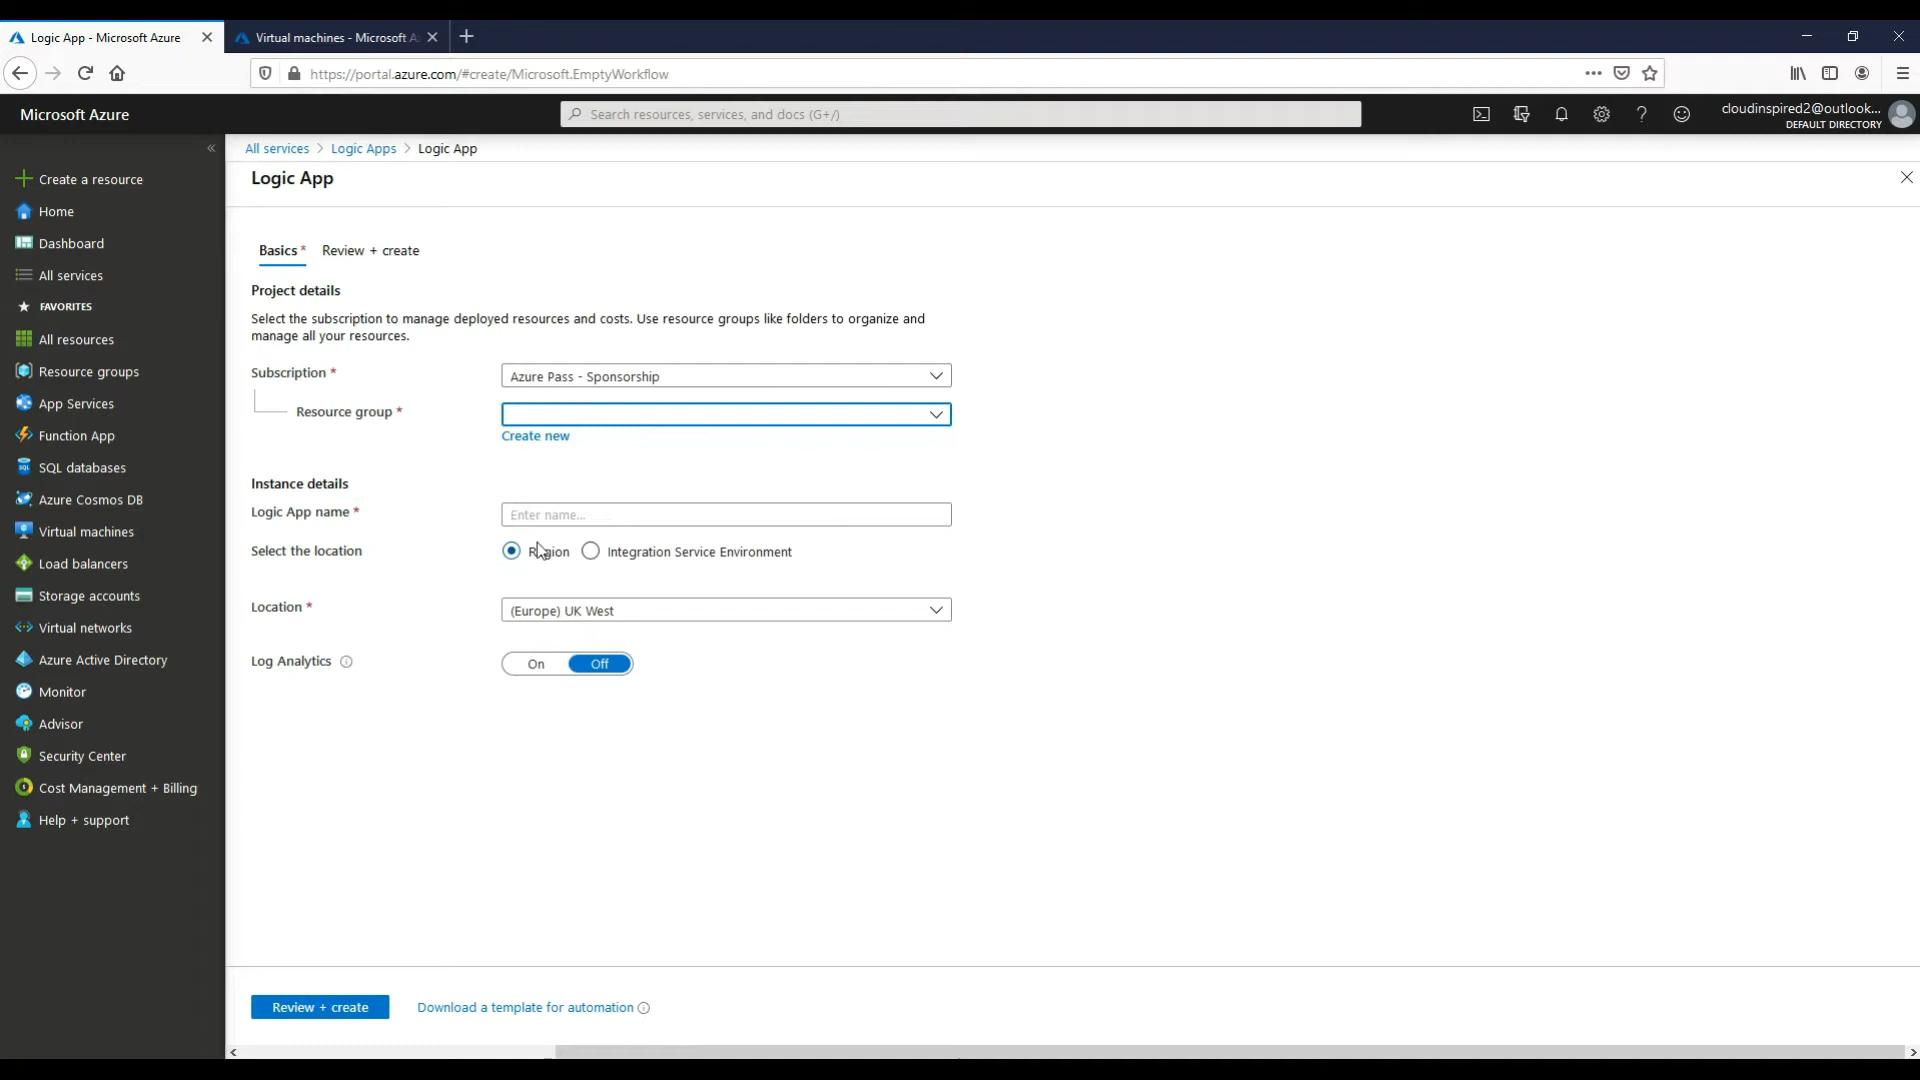 Logic App - Microsoft Azure
Virtual machines - Microsoft A
https://portal.azure.com/#create/Microsoft.EmptyWorkflow
Microsoft Azure
Search resources, services, and docs (G+/)
cloudinspired2@outlook...
DEFAULT DIRECTORY
All services > Logic Apps > Logic App
Logic App
Create a resource
Home
Dashboard
All services
FAVORITES
All resources
Resource groups
App Services
Function App
SQL databases
Azure Cosmos DB
Virtual machines
Load balancers
Storage accounts
Virtual networks
Azure Active Directory
Monitor
Advisor
Security Center
Cost Management + Billing
Help + support
Basics * Review + create
Project details
Select the subscription to manage deployed resources and costs. Use resource groups like folders to organize and
manage all your resources.
Subscription * Azure Pass - Sponsorship
Resource group *
Create new
Instance details
Logic App name * Enter name...
Select the location Region Integration Service Environment
Location * (Europe) UK West
Log Analytics On Off
Review + create Download a template for automation